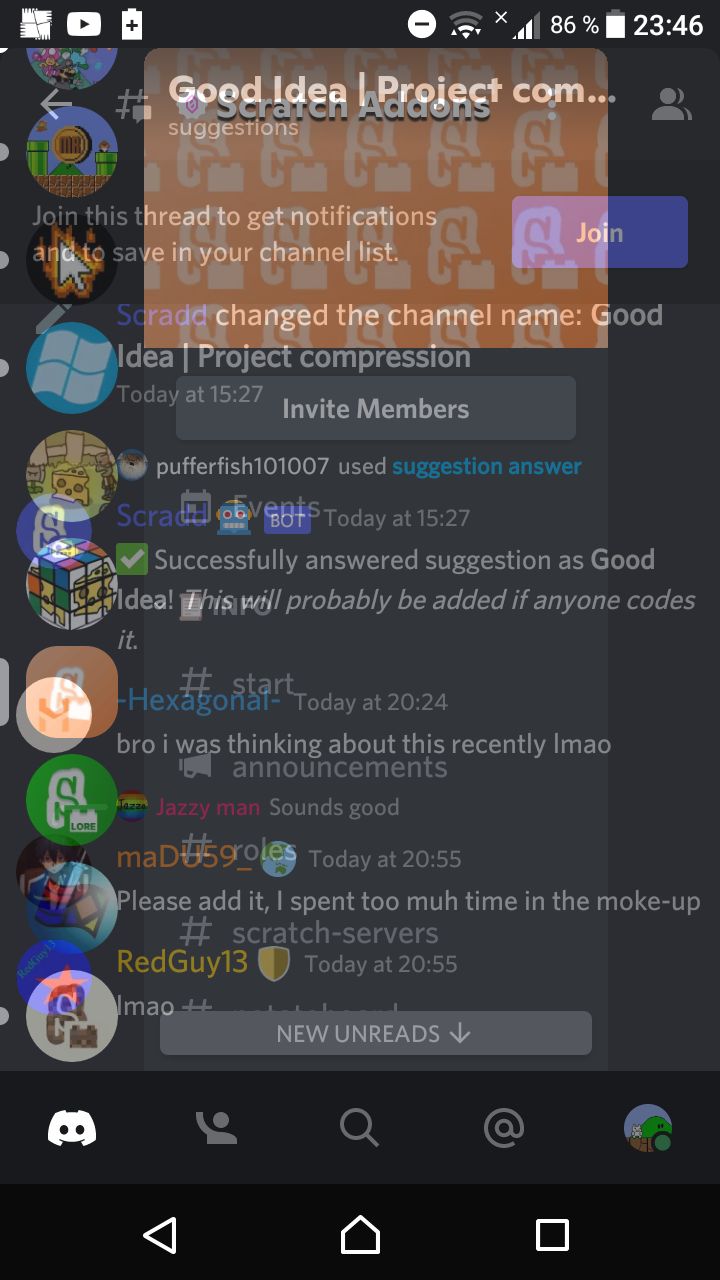 86 % 23:46
Good Idea | Project com...
Scratch Addons
suggestions
Join this thread to get notifications
and to save in your channel list.
Join
Scradd changed the channel name: Good
Idea | Project compression
Today at 15:27
Invite Members
pufferfish101007 used suggestion answer
Events
Scradd BOT Today at 15:27
Successfully answered suggestion as Good
Idea! This will probably be added if anyone codes
it.
INFO
# start
-Hexagonal- Today at 20:24
bro i was thinking about this recently lmao
announcements
LORE
Jazzy man Sounds good
# roles
maDU59_ Today at 20:55
Please add it, I spent too muh time in the moke-up
# scratch-servers
RedGuy13 Today at 20:55
RedGuy13
lmao
NEW UNREADS ↓